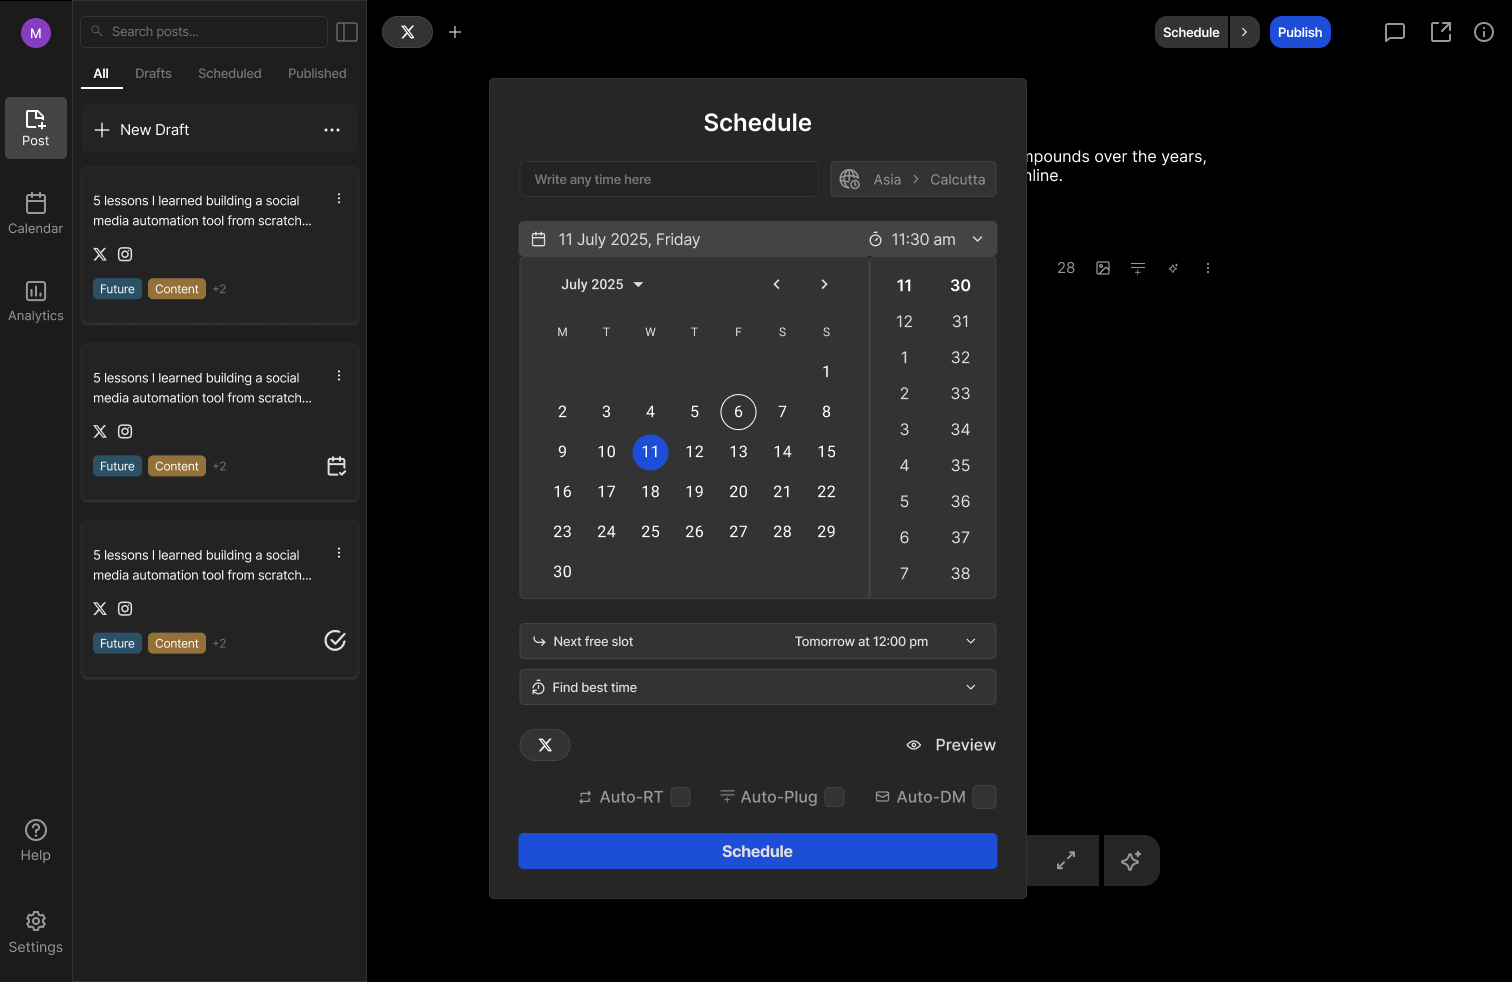 M
Search posts...
All Drafts Scheduled Published
New Draft
5 lessons I learned building a social
media automation tool from scratch...
Future Content +2
5 lessons I learned building a social
media automation tool from scratch...
Future Content +2
5 lessons I learned building a social
media automation tool from scratch...
Future Content +2
Post
Calendar
Analytics
Help
Settings
Schedule Publish
over the years,
28
Schedule
Write any time here Asia > Calcutta
11 July 2025, Friday 11:30 am
July 2025
M T W T F S S
1
2 3 4 5 6 7 8
9 10 11 12 13 14 15
16 17 18 19 20 21 22
23 24 25 26 27 28 29
30
11 30
12 31
1 32
2 33
3 34
4 35
5 36
6 37
7 38
Next free slot Tomorrow at 12:00 pm
Find best time
Preview
Auto-RT Auto-Plug Auto-DM
Schedule